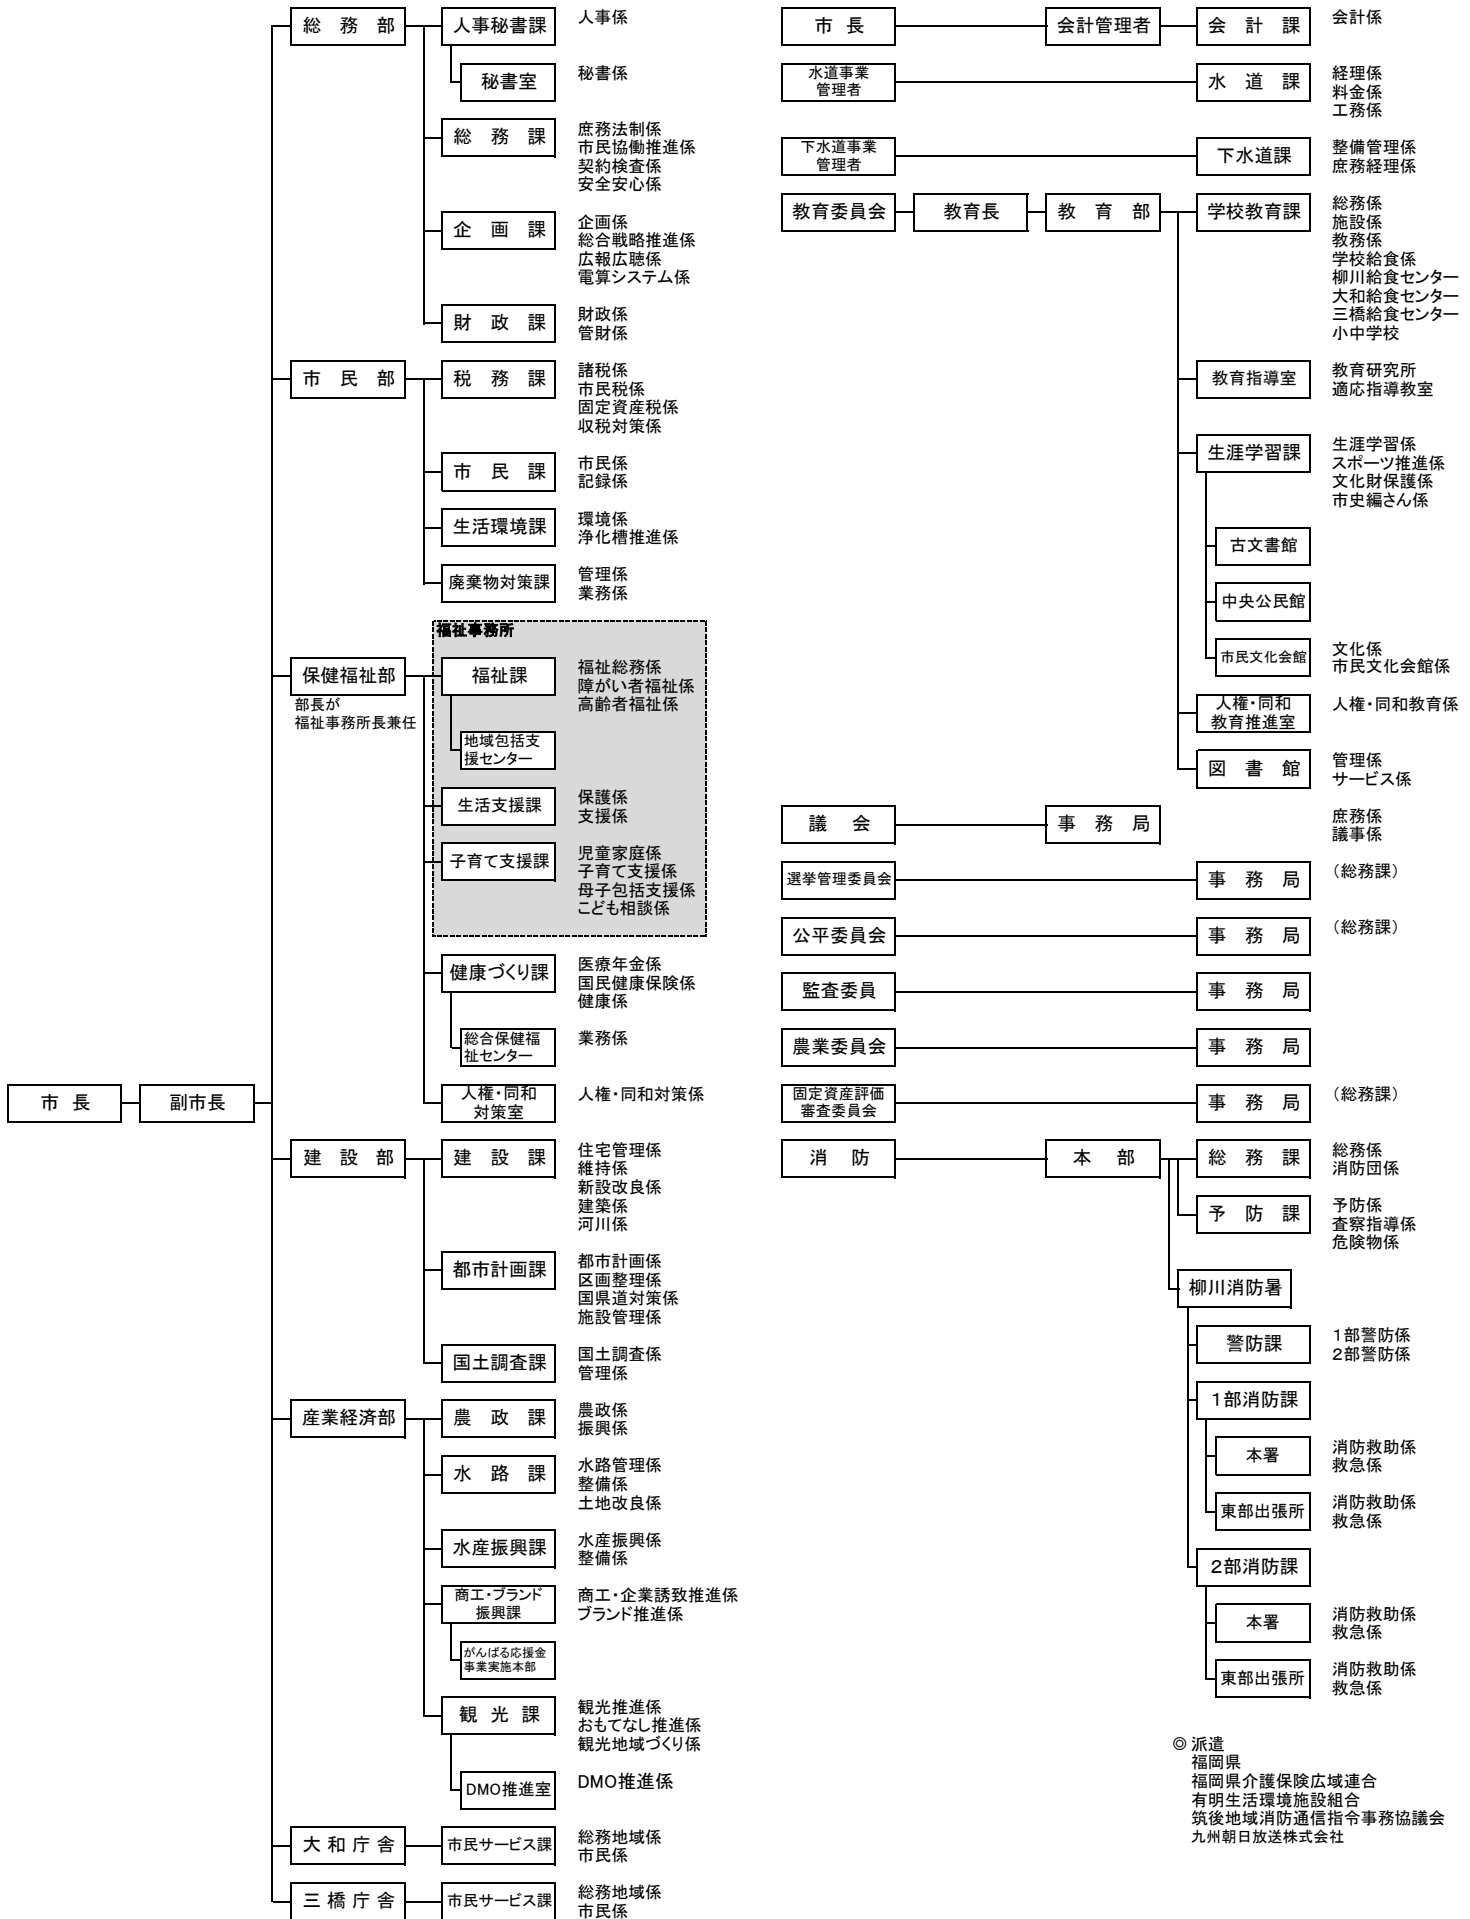 市 長
副市長
総 務 部
人事秘書課
人事係
秘書室
秘書係
総 務 課
庶務法制係
市民協働推進係
契約検査係
安全安心係
企 画 課
企画係
総合戦略推進係
広報広聴係
電算システム係
財 政 課
財政係
管財係
市 民 部
税 務 課
諸税係
市民税係
固定資産税係
収税対策係
市 民 課
市民係
記録係
生活環境課
環境係
浄化槽推進係
廃棄物対策課
管理係
業務係
福祉事務所
保健福祉部
部長が
福祉事務所長兼任
福祉課
福祉総務係
障がい者福祉係
高齢者福祉係
地域包括支
援センター
生活支援課
保護係
支援係
子育て支援課
児童家庭係
子育て支援係
母子包括支援係
こども相談係
健康づくり課
医療年金係
国民健康保険係
健康係
総合保健福
祉センター
業務係
人権・同和
対策室
人権・同和対策係
建 設 部
建 設 課
住宅管理係
維持係
新設改良係
建築係
河川係
都市計画課
都市計画係
区画整理係
国県道対策係
施設管理係
国土調査課
国土調査係
管理係
産業経済部
農 政 課
農政係
振興係
水 路 課
水路管理係
整備係
土地改良係
水産振興課
水産振興係
整備係
商工・ブランド
振興課
商工・企業誘致推進係
ブランド推進係
がんばる応援金
事業実施本部
観 光 課
観光推進係
おもてなし推進係
観光地域づくり係
DMO推進室
DMO推進係
大 和 庁 舎
市民サービス課
総務地域係
市民係
三 橋 庁 舎
市民サービス課
総務地域係
市民係
市 長
会計管理者
会 計 課
会計係
水道事業
管理者
水 道 課
経理係
料金係
工務係
下水道事業
管理者
下水道課
整備管理係
庶務経理係
教育委員会
教育長
教 育 部
学校教育課
総務係
施設係
教務係
学校給食係
柳川給食センター
大和給食センター
三橋給食センター
小中学校
教育指導室
教育研究所
適応指導教室
生涯学習課
生涯学習係
スポーツ推進係
文化財保護係
市史編さん係
古文書館
中央公民館
市民文化会館
文化係
市民文化会館係
人権・同和
教育推進室
人権・同和教育係
図 書 館
管理係
サービス係
議 会
事 務 局
庶務係
議事係
選挙管理委員会
事 務 局
（総務課）
公平委員会
事 務 局
（総務課）
監査委員
事 務 局
農業委員会
事 務 局
固定資産評価
審査委員会
事 務 局
（総務課）
消 防
本 部
総 務 課
総務係
消防団係
予 防 課
予防係
査察指導係
危険物係
柳川消防署
警防課
１部警防係
２部警防係
１部消防課
本署
消防救助係
救急係
東部出張所
消防救助係
救急係
２部消防課
本署
消防救助係
救急係
東部出張所
消防救助係
救急係
◎ 派遣
福岡県
福岡県介護保険広域連合
有明生活環境施設組合
筑後地域消防通信指令事務協議会
九州朝日放送株式会社